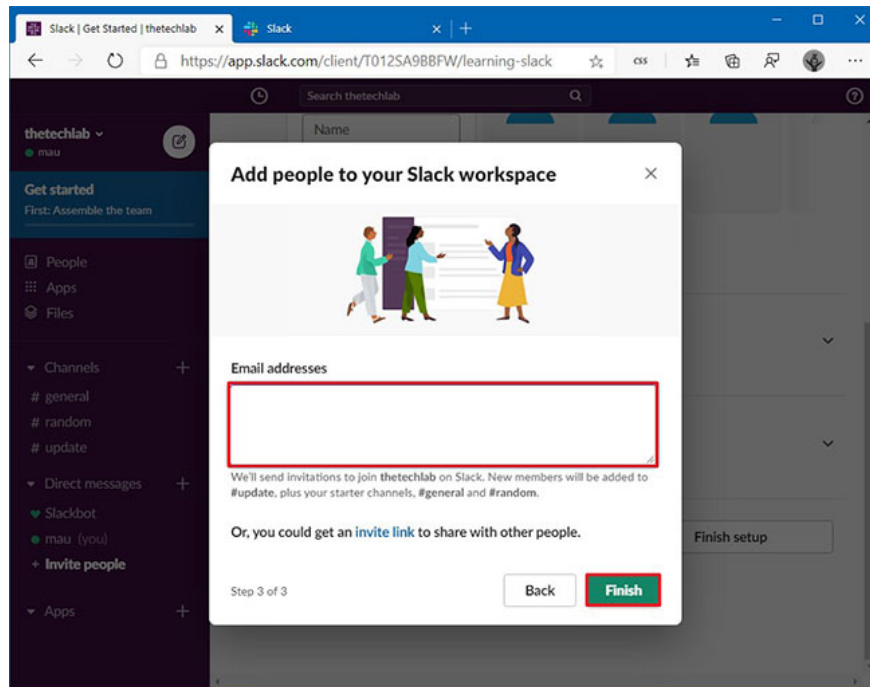 Slack | Get Started | thetechlab
Slack
https://app.slack.com/client/T012SA9BBFW/learning-slack
css
Search thetechlab
thetechlab
mau
Get started
First: Assemble the team
People
Apps
Files
Channels
# general
# random
# update
Direct messages
Slackbot
mau (you)
+ Invite people
Apps
Name
Add people to your Slack workspace
Email addresses
We'll send invitations to join thetechlab on Slack. New members will be added to
#update, plus your starter channels, #general and #random.
Or, you could get an invite link to share with other people.
Step 3 of 3
Back
Finish
Finish setup